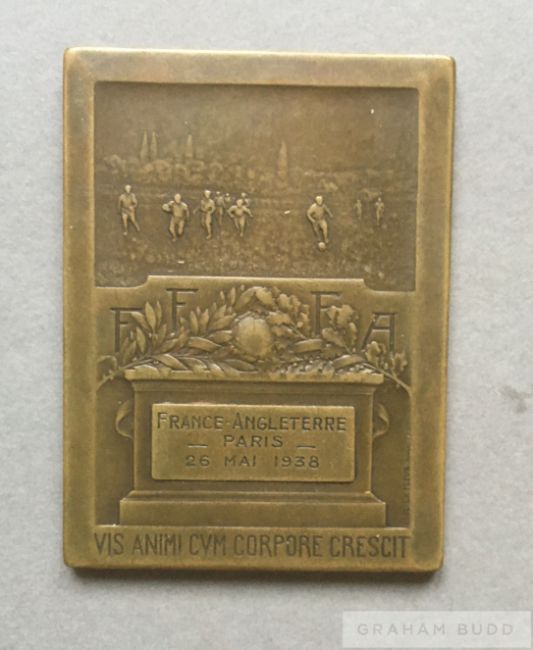 F F F A
FRANCE-ANGLETERRE
— PARIS —
26 MAI 1938
VIS ANIMI CVM CORPORE CRESCIT
GRAHAM BUDD